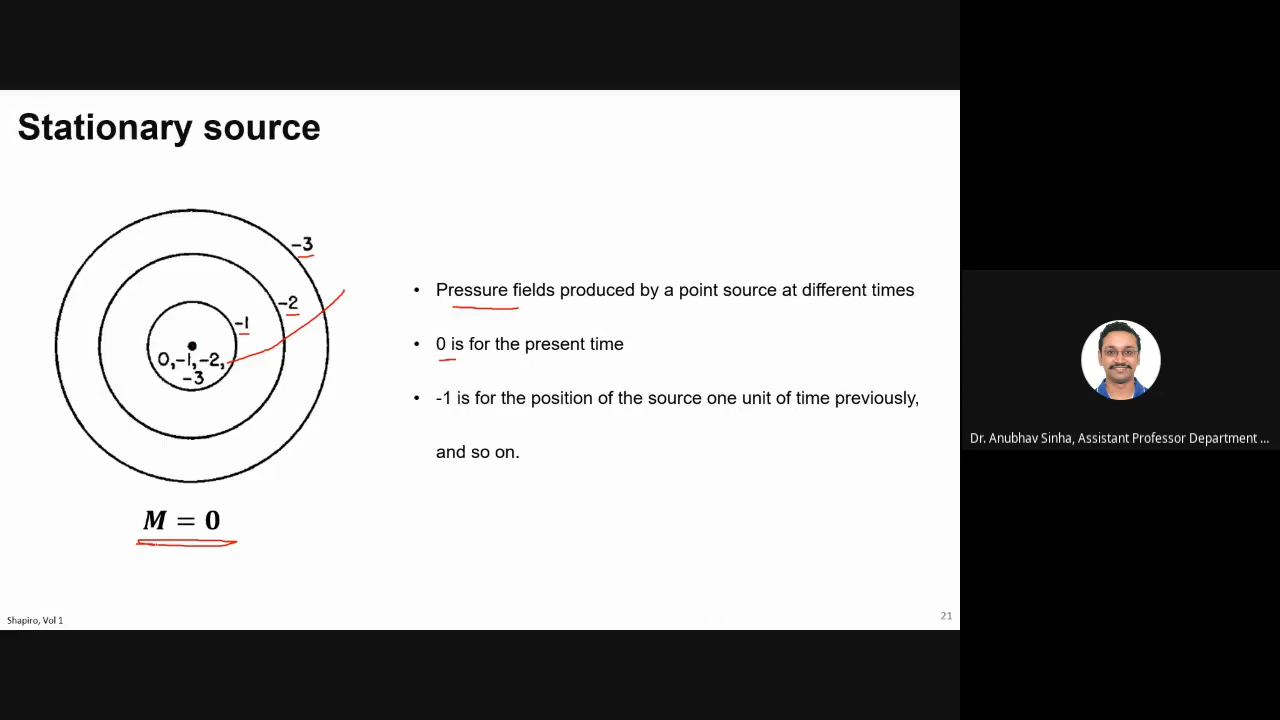 Stationary source
-3
-2
-1
0,-1,-2,
-3
M = 0
• Pressure fields produced by a point source at different times
• 0 is for the present time
• -1 is for the position of the source one unit of time previously,
and so on.
Shapiro, Vol 1
21
Dr. Anubhav Sinha, Assistant Professor Department ...